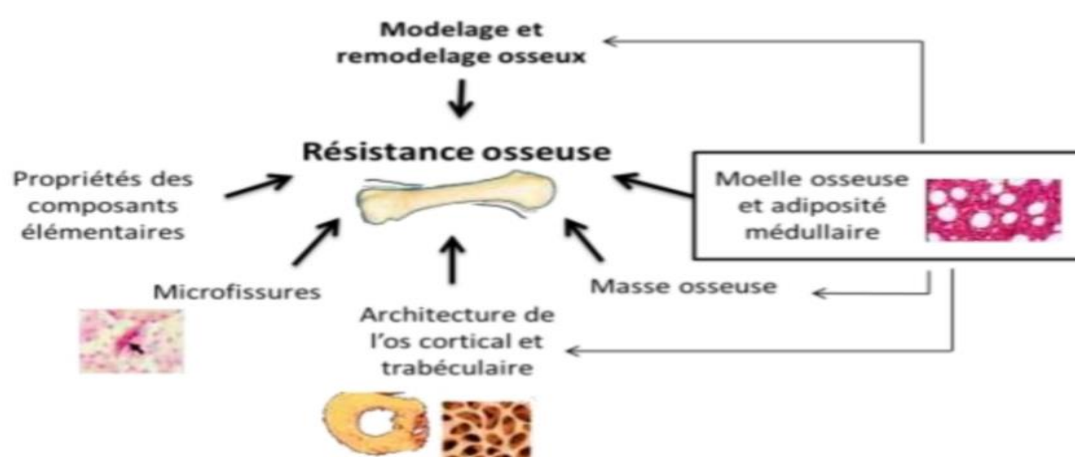 Modelage et
remodelage osseux
Résistance osseuse
Propriétés des
composants
élémentaires
Moelle osseuse
et adiposité
médullaire
Microfissures
Masse osseuse
Architecture de
l'os cortical et
trabéculaire